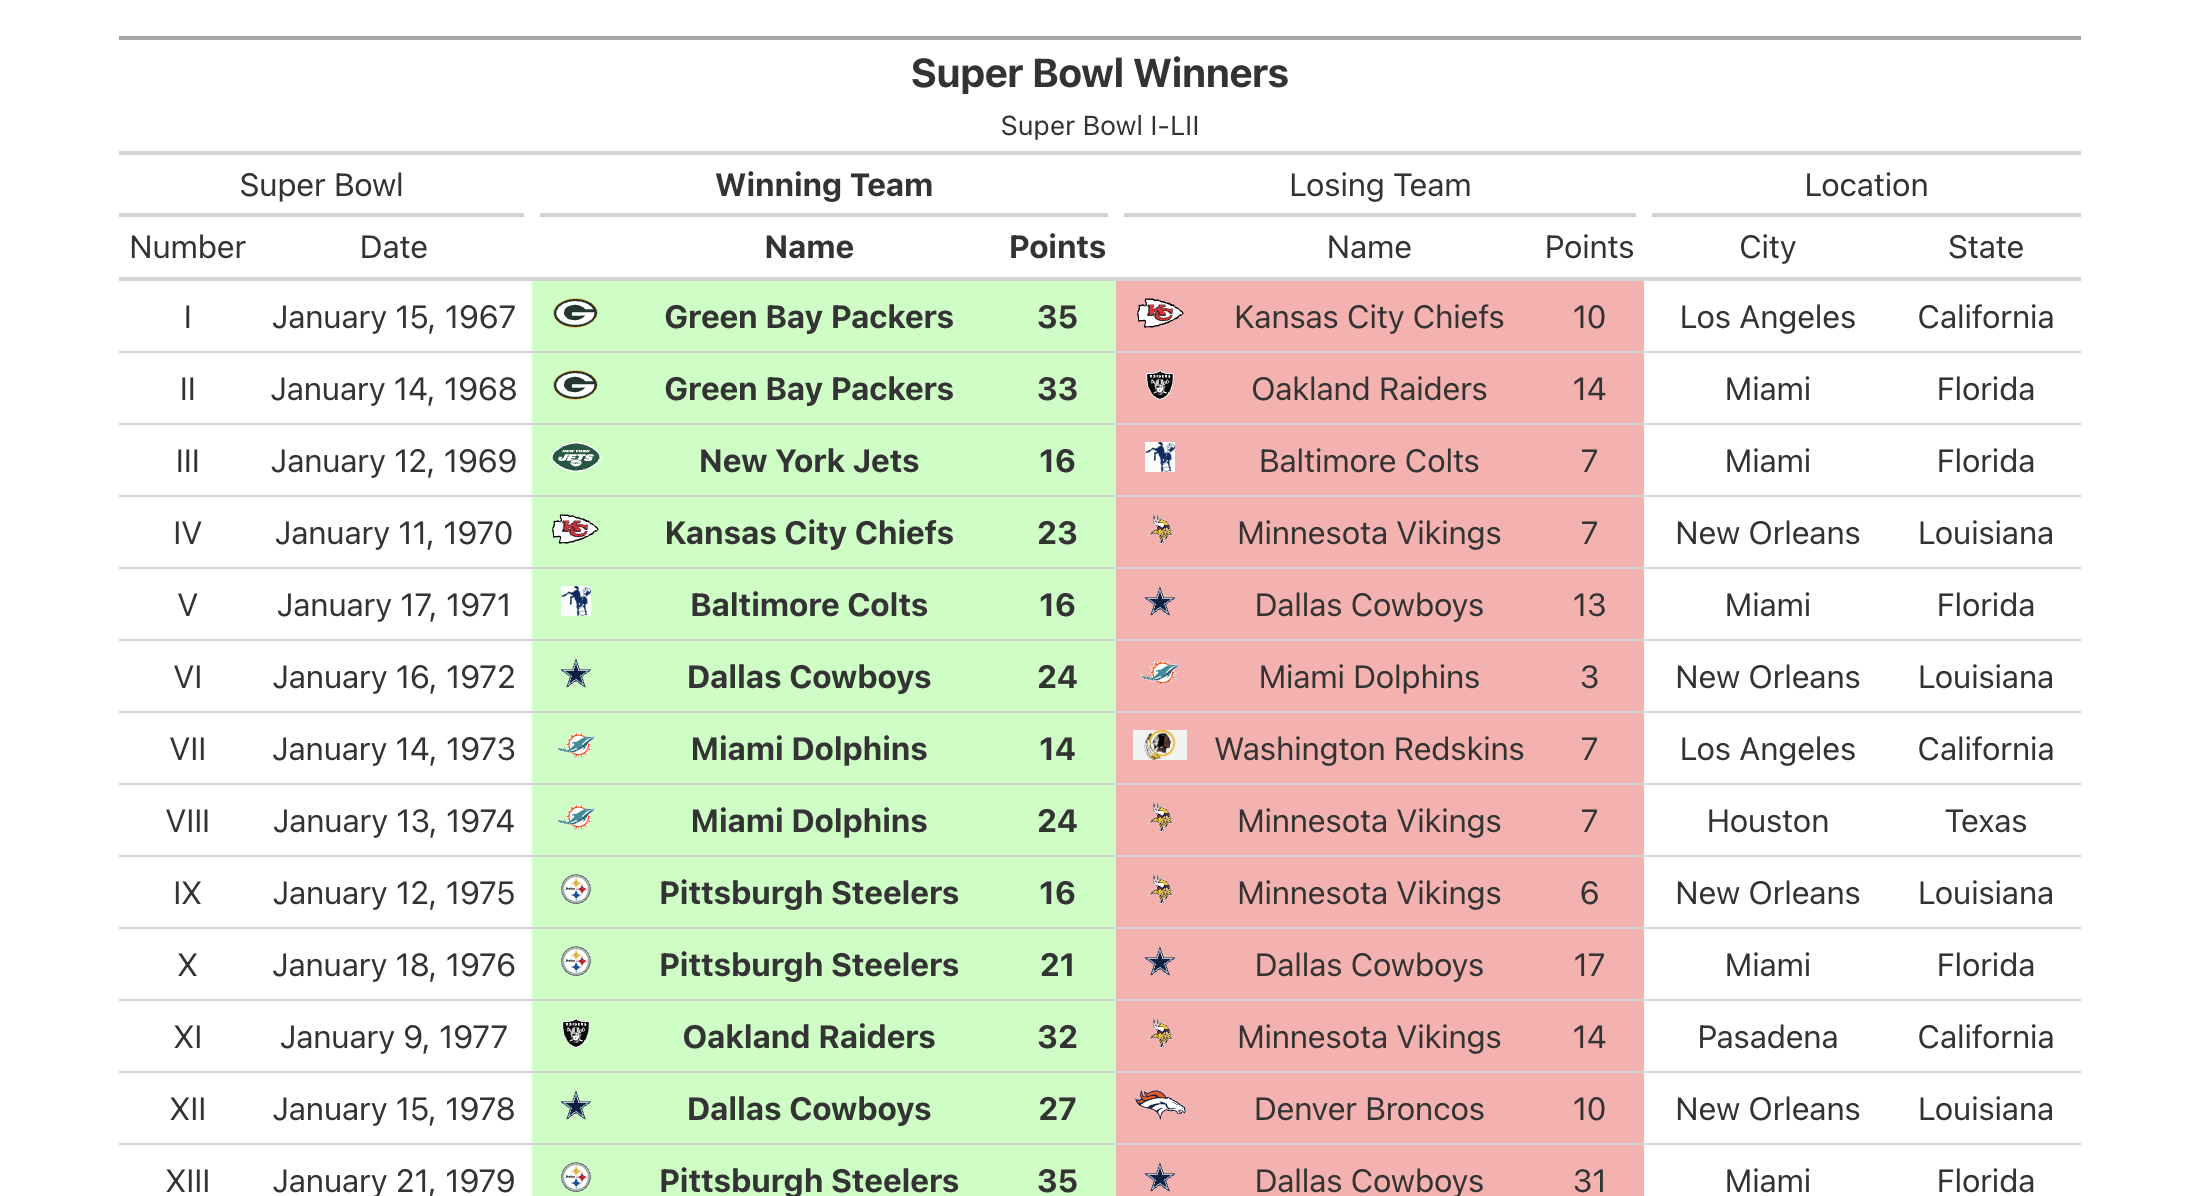 Super Bowl Winners
Super Bowl I-LII
Super Bowl Winning Team Losing Team Location
Number Date Name Points Name Points City State
I January 15, 1967 Green Bay Packers 35 Kansas City Chiefs 10 Los Angeles California
II January 14, 1968 Green Bay Packers 33 Oakland Raiders 14 Miami Florida
III January 12, 1969 New York Jets 16 Baltimore Colts 7 Miami Florida
IV January 11, 1970 Kansas City Chiefs 23 Minnesota Vikings 7 New Orleans Louisiana
V January 17, 1971 Baltimore Colts 16 Dallas Cowboys 13 Miami Florida
VI January 16, 1972 Dallas Cowboys 24 Miami Dolphins 3 New Orleans Louisiana
VII January 14, 1973 Miami Dolphins 14 Washington Redskins 7 Los Angeles California
VIII January 13, 1974 Miami Dolphins 24 Minnesota Vikings 7 Houston Texas
IX January 12, 1975 Pittsburgh Steelers 16 Minnesota Vikings 6 New Orleans Louisiana
X January 18, 1976 Pittsburgh Steelers 21 Dallas Cowboys 17 Miami Florida
XI January 9, 1977 Oakland Raiders 32 Minnesota Vikings 14 Pasadena California
XII January 15, 1978 Dallas Cowboys 27 Denver Broncos 10 New Orleans Louisiana
XIII January 21, 1979 Pittsburgh Steelers 35 Dallas Cowboys 31 Miami Florida